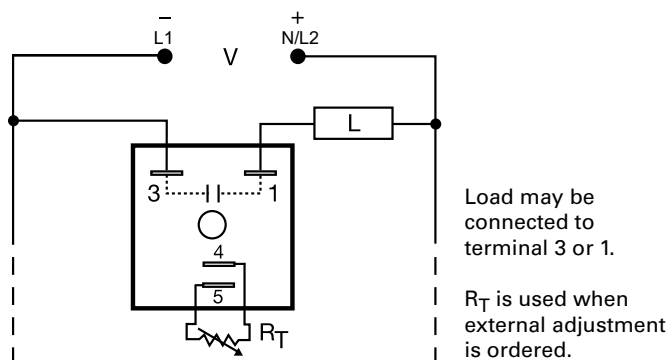 − +
L1 V N/L2
L
3 1
4
5
RT
Load may be
connected to
terminal 3 or 1.
RT is used when
external adjustment
is ordered.